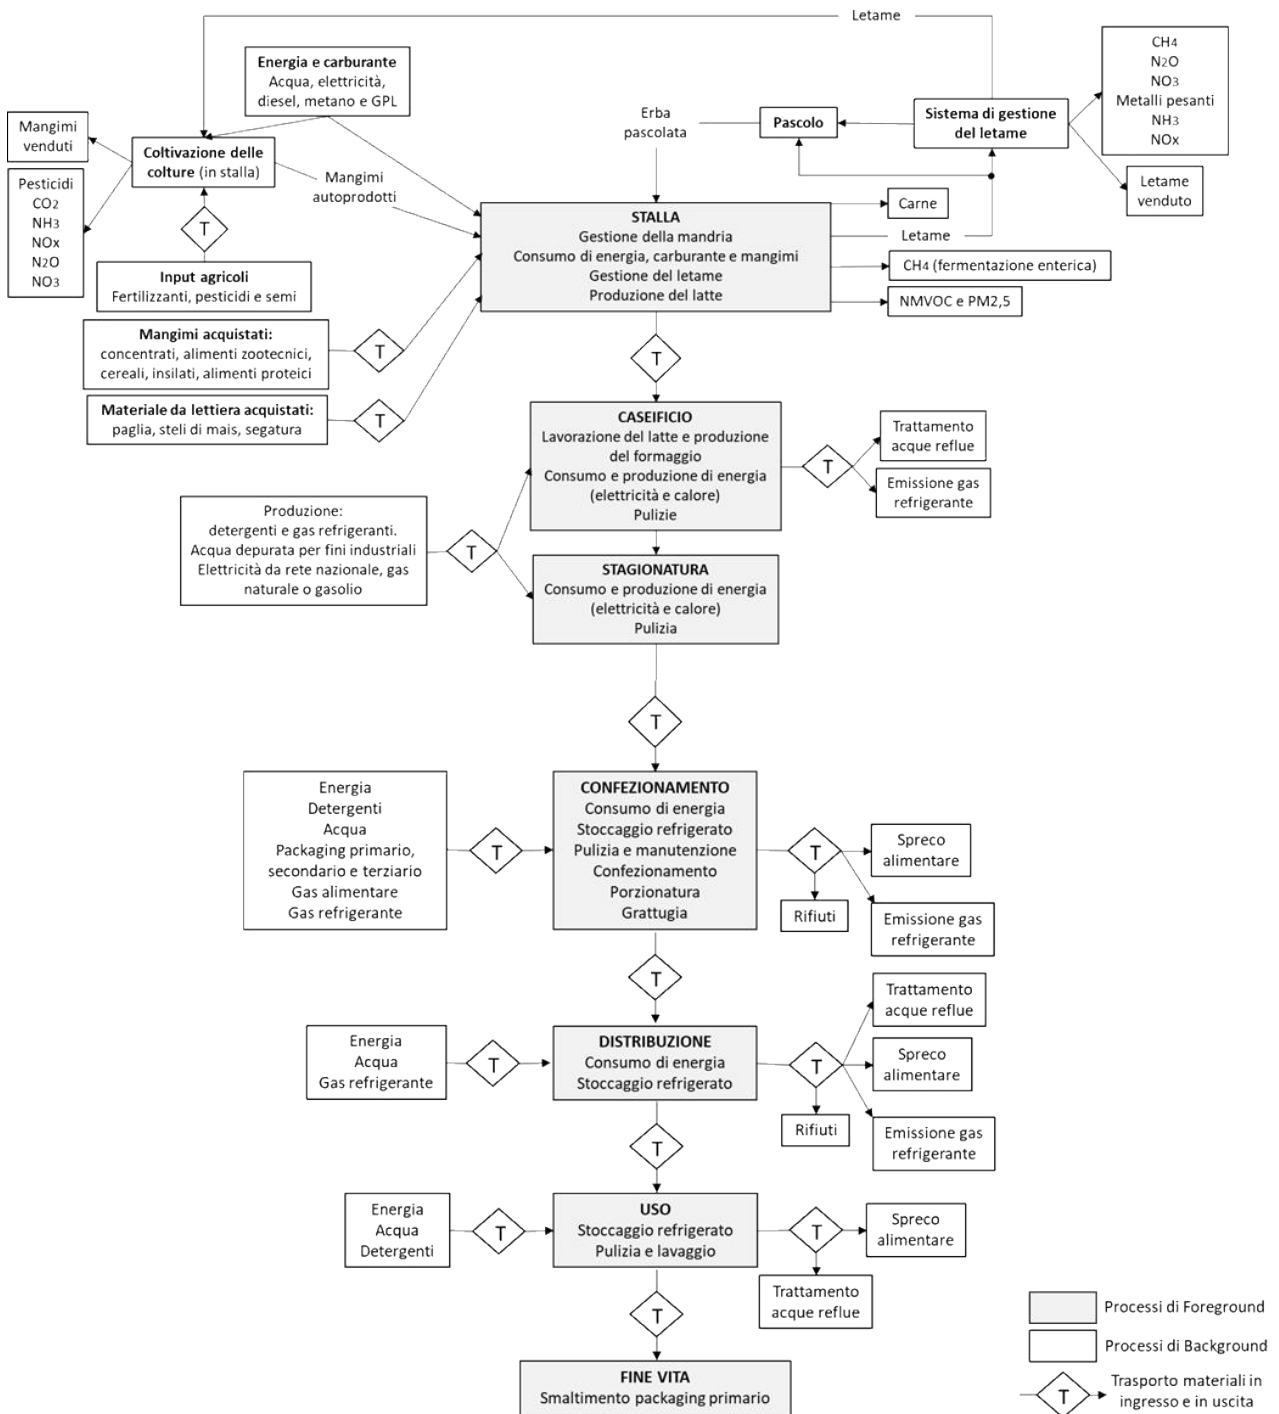 Letame
Energia e carburante
Acqua, elettricità,
diesel, metano e GPL
CH4
N2O
NO3
Metalli pesanti
NH3
NOx
Mangimi
venduti
Coltivazione delle
colture (in stalla)
Erba
pascolata
Pascolo
Sistema di gestione
del letame
Mangimi
autoprodotti
Letame
venduto
Pesticidi
CO2
NH3
NOx
N2O
NO3
T
Input agricoli
Fertilizzanti, pesticidi e semi
STALLA
Gestione della mandria
Consumo di energia, carburante e mangimi
Gestione del letame
Produzione del latte
Carne
Letame
CH4 (fermentazione enterica)
NMVOC e PM2,5
Mangimi acquistati:
concentrati, alimenti zootecnici,
cereali, insilati, alimenti proteici
T
T
Materiale da lettiera acquistati:
paglia, steli di mais, segatura
T
CASEIFICIO
Lavorazione del latte e produzione
del formaggio
Consumo e produzione di energia
(elettricità e calore)
Pulizie
T
Trattamento
acque reflue
Emissione gas
refrigerante
Produzione:
detergenti e gas refrigeranti.
Acqua depurata per fini industriali
Elettricità da rete nazionale, gas
naturale o gasolio
T
STAGIONATURA
Consumo e produzione di energia
(elettricità e calore)
Pulizia
T
Energia
Detergenti
Acqua
Packaging primario,
secondario e terziario
Gas alimentare
Gas refrigerante
T
CONFEZIONAMENTO
Consumo di energia
Stoccaggio refrigerato
Pulizia e manutenzione
Confezionamento
Porzionatura
Grattugia
T
Spreco
alimentare
Rifiuti
Emissione gas
refrigerante
T
Energia
Acqua
Gas refrigerante
T
DISTRIBUZIONE
Consumo di energia
Stoccaggio refrigerato
T
Trattamento
acque reflue
Spreco
alimentare
Rifiuti
Emissione gas
refrigerante
T
Energia
Acqua
Detergenti
T
USO
Stoccaggio refrigerato
Pulizia e lavaggio
T
Spreco
alimentare
Trattamento
acque reflue
T
FINE VITA
Smaltimento packaging primario
Processi di Foreground
Processi di Background
T
Trasporto materiali in
ingresso e in uscita